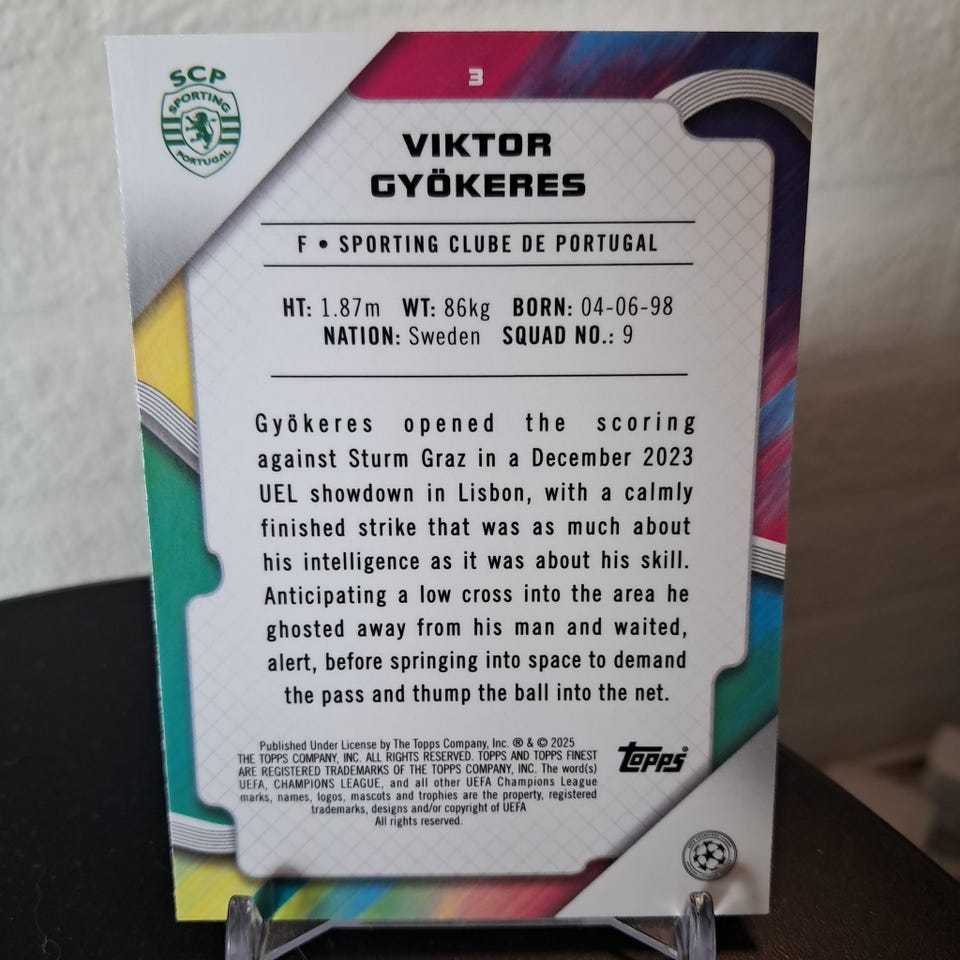 3
SCP
SPORTING
PORTUGAL
VIKTOR
GYÖKERES
F • SPORTING CLUBE DE PORTUGAL
HT: 1.87m WT: 86kg BORN: 04-06-98
NATION: Sweden SQUAD NO.: 9
Gyökeres opened the scoring
against Sturm Graz in a December 2023
UEL showdown in Lisbon, with a calmly
finished strike that was as much about
his intelligence as it was about his skill.
Anticipating a low cross into the area he
ghosted away from his man and waited,
alert, before springing into space to demand
the pass and thump the ball into the net.
Published Under License by The Topps Company, Inc. ® & © 2025
THE TOPPS COMPANY, INC. ALL RIGHTS RESERVED. TOPPS AND TOPPS FINEST
ARE REGISTERED TRADEMARKS OF THE TOPPS COMPANY, INC. The word(s)
UEFA, CHAMPIONS LEAGUE, and all other UEFA Champions League
marks, names, logos, mascots and trophies are the property, registered
trademarks, designs and/or copyright of UEFA
All rights reserved.
topps®